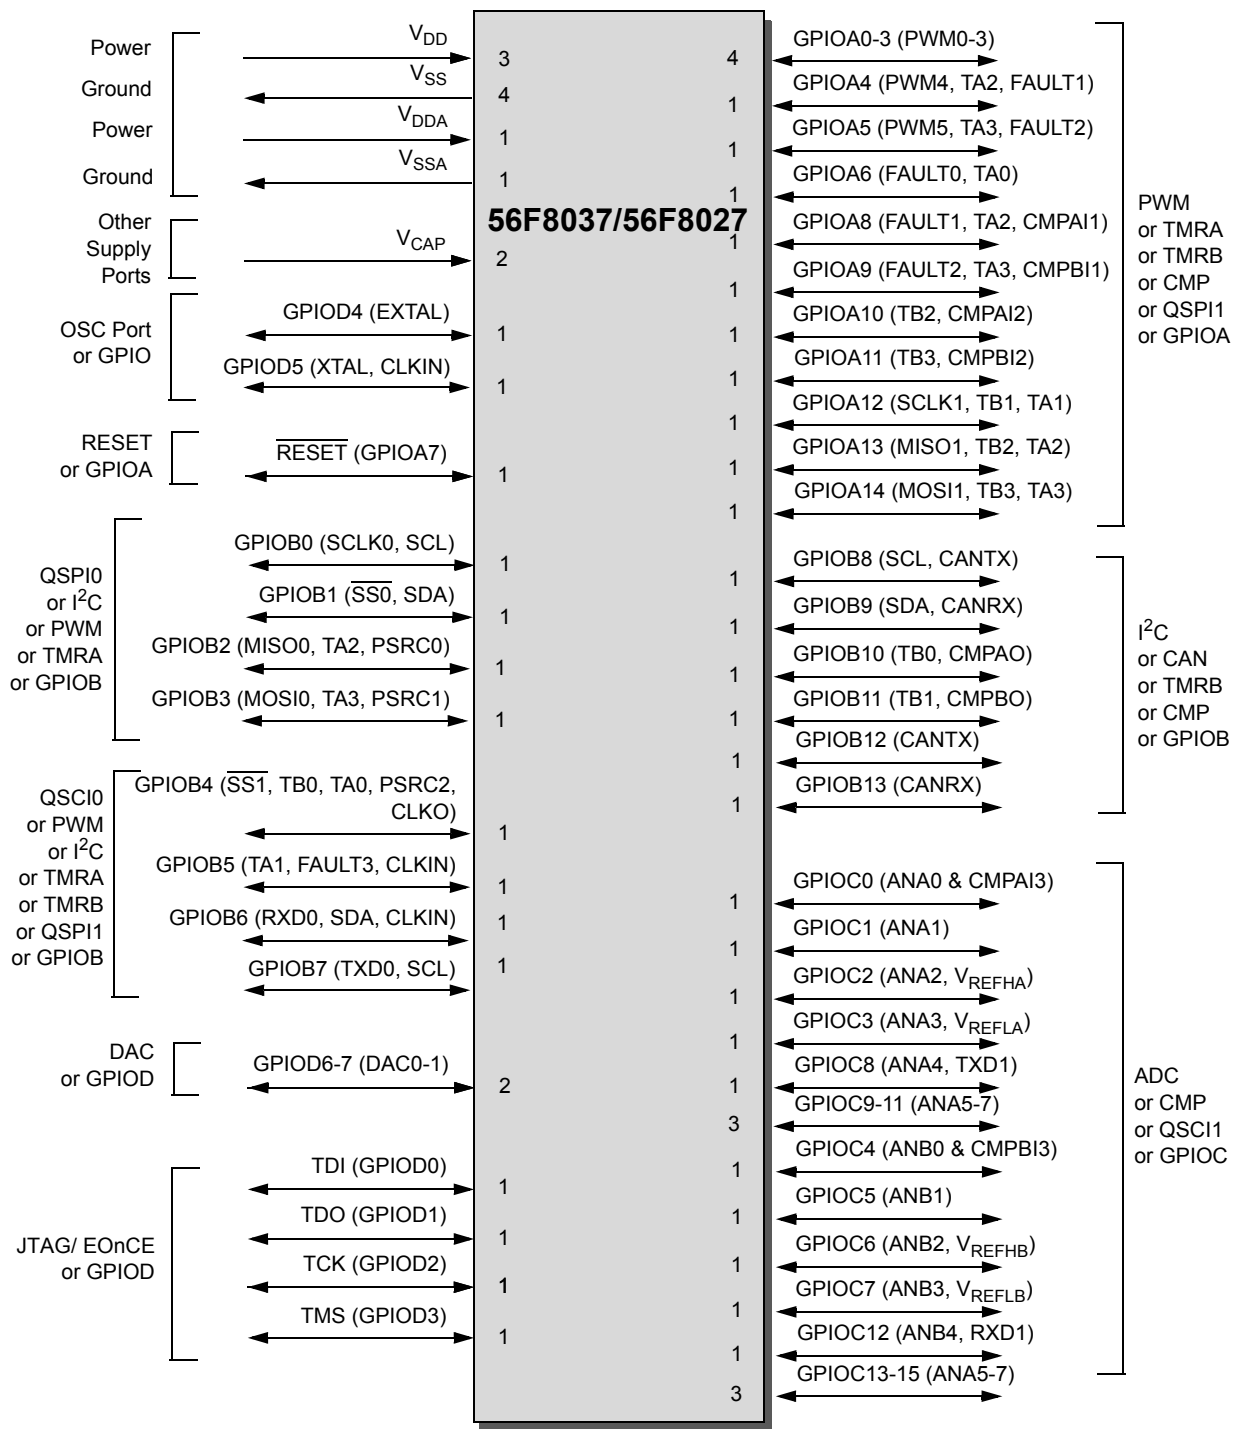 Power
V_DD
3
Ground
V_SS
4
Power
V_DDA
1
Ground
V_SSA
1
56F8037/56F8027
Other
Supply
Ports
V_CAP
2
OSC Port
or GPIO
GPIOD4 (EXTAL)
1
GPIOD5 (XTAL, CLKIN)
1
RESET
or GPIOA
RESET (GPIOA7)
1
QSPI0
or I²C
or PWM
or TMRA
or GPIOB
GPIOB0 (SCLK0, SCL)
1
GPIOB1 (SS0, SDA)
1
GPIOB2 (MISO0, TA2, PSRC0)
1
GPIOB3 (MOSI0, TA3, PSRC1)
1
QSCI0
or PWM
or I²C
or TMRA
or TMRB
or QSPI1
or GPIOB
GPIOB4 (SS1, TB0, TA0, PSRC2,
CLKO)
1
GPIOB5 (TA1, FAULT3, CLKIN)
1
GPIOB6 (RXD0, SDA, CLKIN)
1
GPIOB7 (TXD0, SCL)
1
DAC
or GPIOD
GPIOD6-7 (DAC0-1)
2
JTAG/ EOnCE
or GPIOD
TDI (GPIOD0)
1
TDO (GPIOD1)
1
TCK (GPIOD2)
1
TMS (GPIOD3)
1
4
GPIOA0-3 (PWM0-3)
1
GPIOA4 (PWM4, TA2, FAULT1)
1
GPIOA5 (PWM5, TA3, FAULT2)
1
GPIOA6 (FAULT0, TA0)
1
GPIOA8 (FAULT1, TA2, CMPAI1)
1
GPIOA9 (FAULT2, TA3, CMPBI1)
1
GPIOA10 (TB2, CMPAI2)
1
GPIOA11 (TB3, CMPBI2)
1
GPIOA12 (SCLK1, TB1, TA1)
1
GPIOA13 (MISO1, TB2, TA2)
1
GPIOA14 (MOSI1, TB3, TA3)
PWM
or TMRA
or TMRB
or CMP
or QSPI1
or GPIOA
1
GPIOB8 (SCL, CANTX)
1
GPIOB9 (SDA, CANRX)
1
GPIOB10 (TB0, CMPAO)
1
GPIOB11 (TB1, CMPBO)
1
GPIOB12 (CANTX)
1
GPIOB13 (CANRX)
I²C
or CAN
or TMRB
or CMP
or GPIOB
1
GPIOC0 (ANA0 & CMPAI3)
1
GPIOC1 (ANA1)
1
GPIOC2 (ANA2, V_REFHA)
1
GPIOC3 (ANA3, V_REFLA)
1
GPIOC8 (ANA4, TXD1)
3
GPIOC9-11 (ANA5-7)
1
GPIOC4 (ANB0 & CMPBI3)
1
GPIOC5 (ANB1)
1
GPIOC6 (ANB2, V_REFHB)
1
GPIOC7 (ANB3, V_REFLB)
1
GPIOC12 (ANB4, RXD1)
3
GPIOC13-15 (ANA5-7)
ADC
or CMP
or QSCI1
or GPIOC